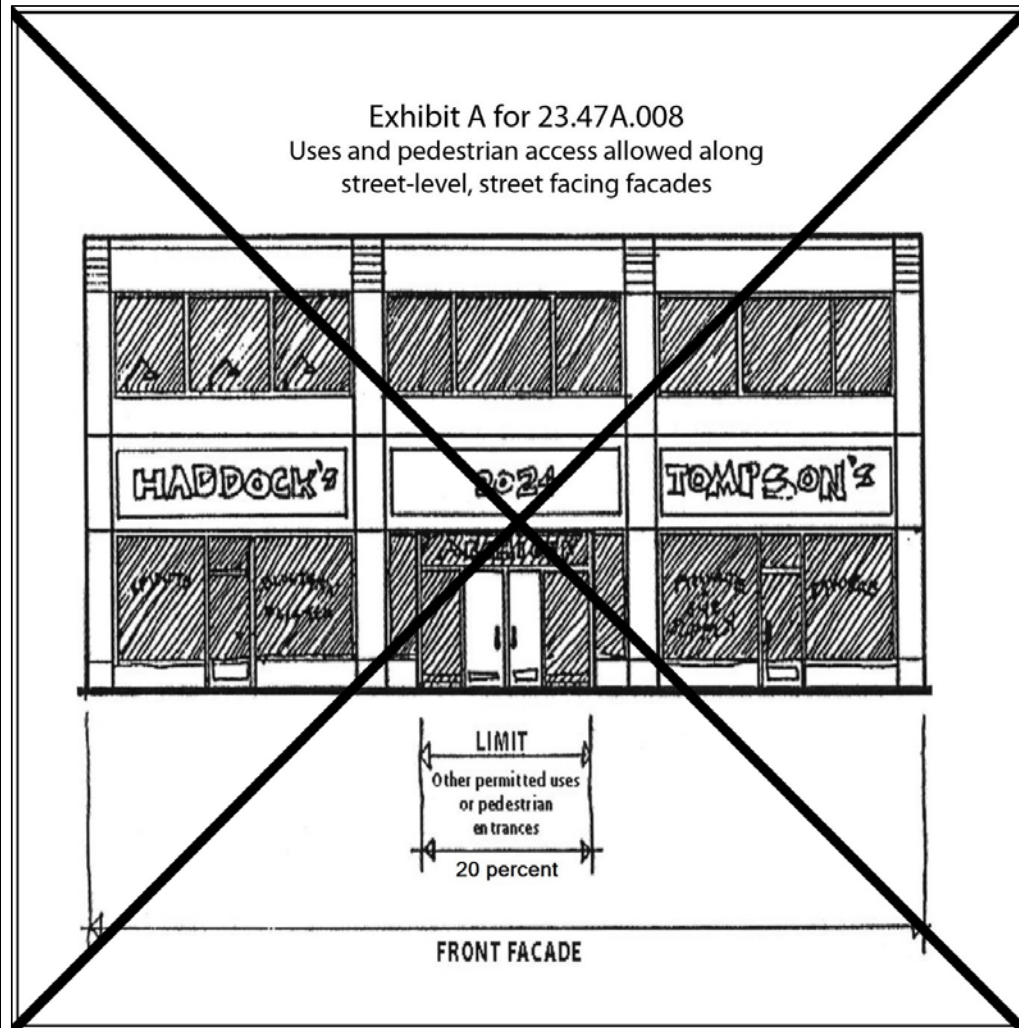 Exhibit A for 23.47A.008
Uses and pedestrian access allowed along
street-level, street facing facades
HADDOCK's
2024
TOMPSON's
LIMIT
Other permitted uses
or pedestrian
entrances
20 percent
FRONT FACADE